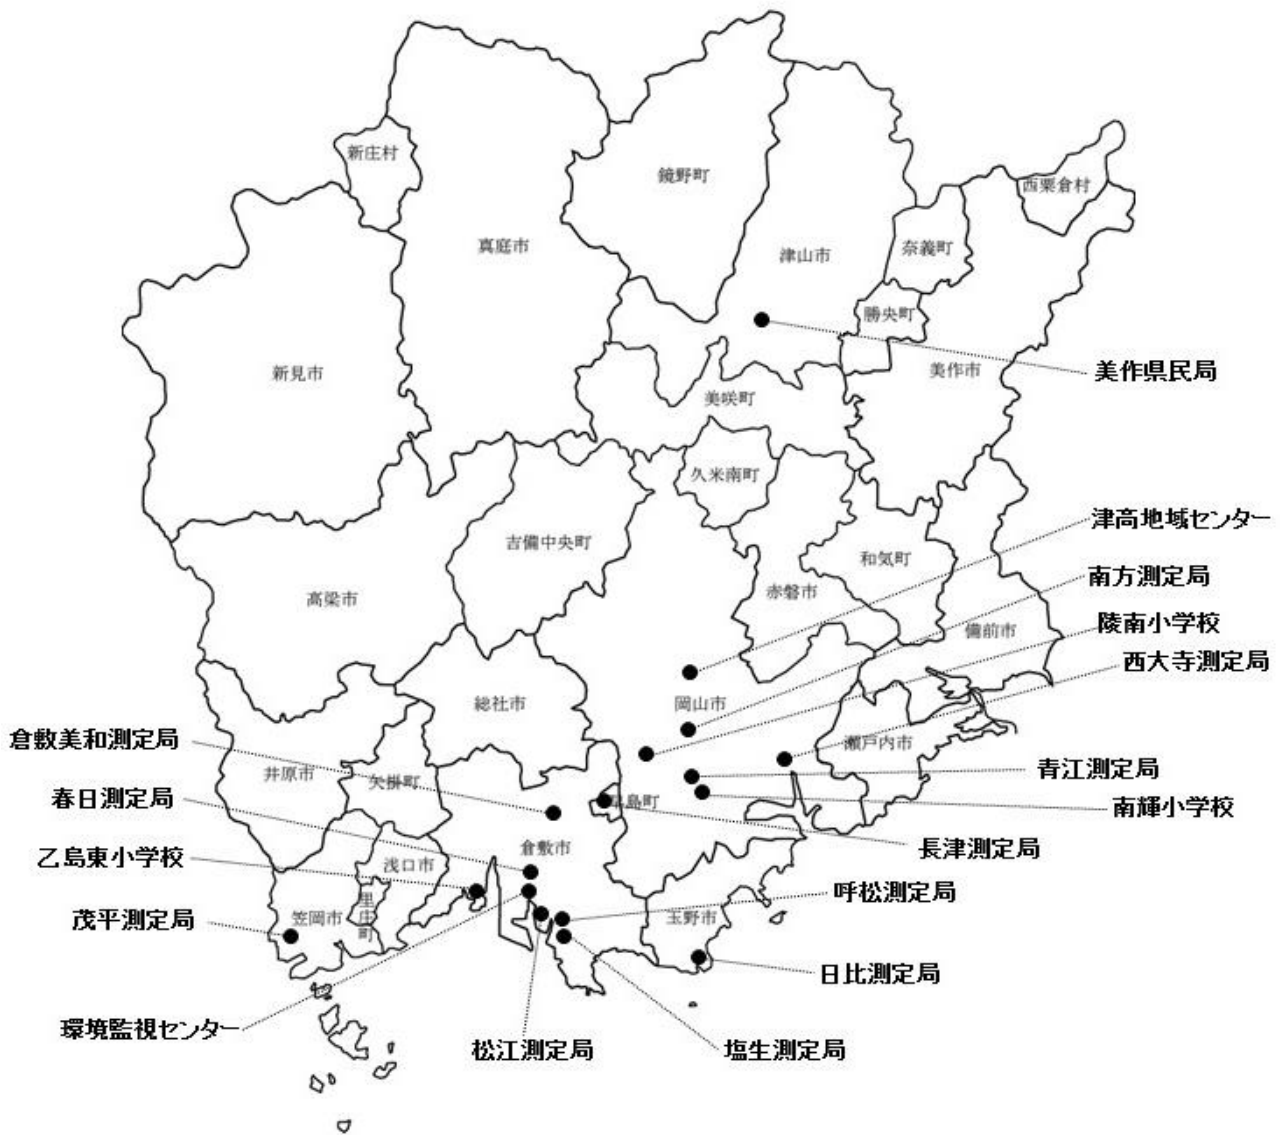 新庄村
鏡野町
西粟倉村
真庭市
津山市
奈義町
勝央町
新見市
美作市
美作県民局
美咲町
久米南町
津高地域センター
吉備中央町
和気町
南方測定局
高梁市
赤磐市
陵南小学校
備前市
西大寺測定局
総社市
岡山市
倉敷美和測定局
瀬戸内市
井原市
矢掛町
青江測定局
春日測定局
早島町
南輝小学校
倉敷市
長津測定局
乙島東小学校
浅口市
呼松測定局
茂平測定局
笠岡市
里庄町
玉野市
日比測定局
環境監視センター
松江測定局
塩生測定局